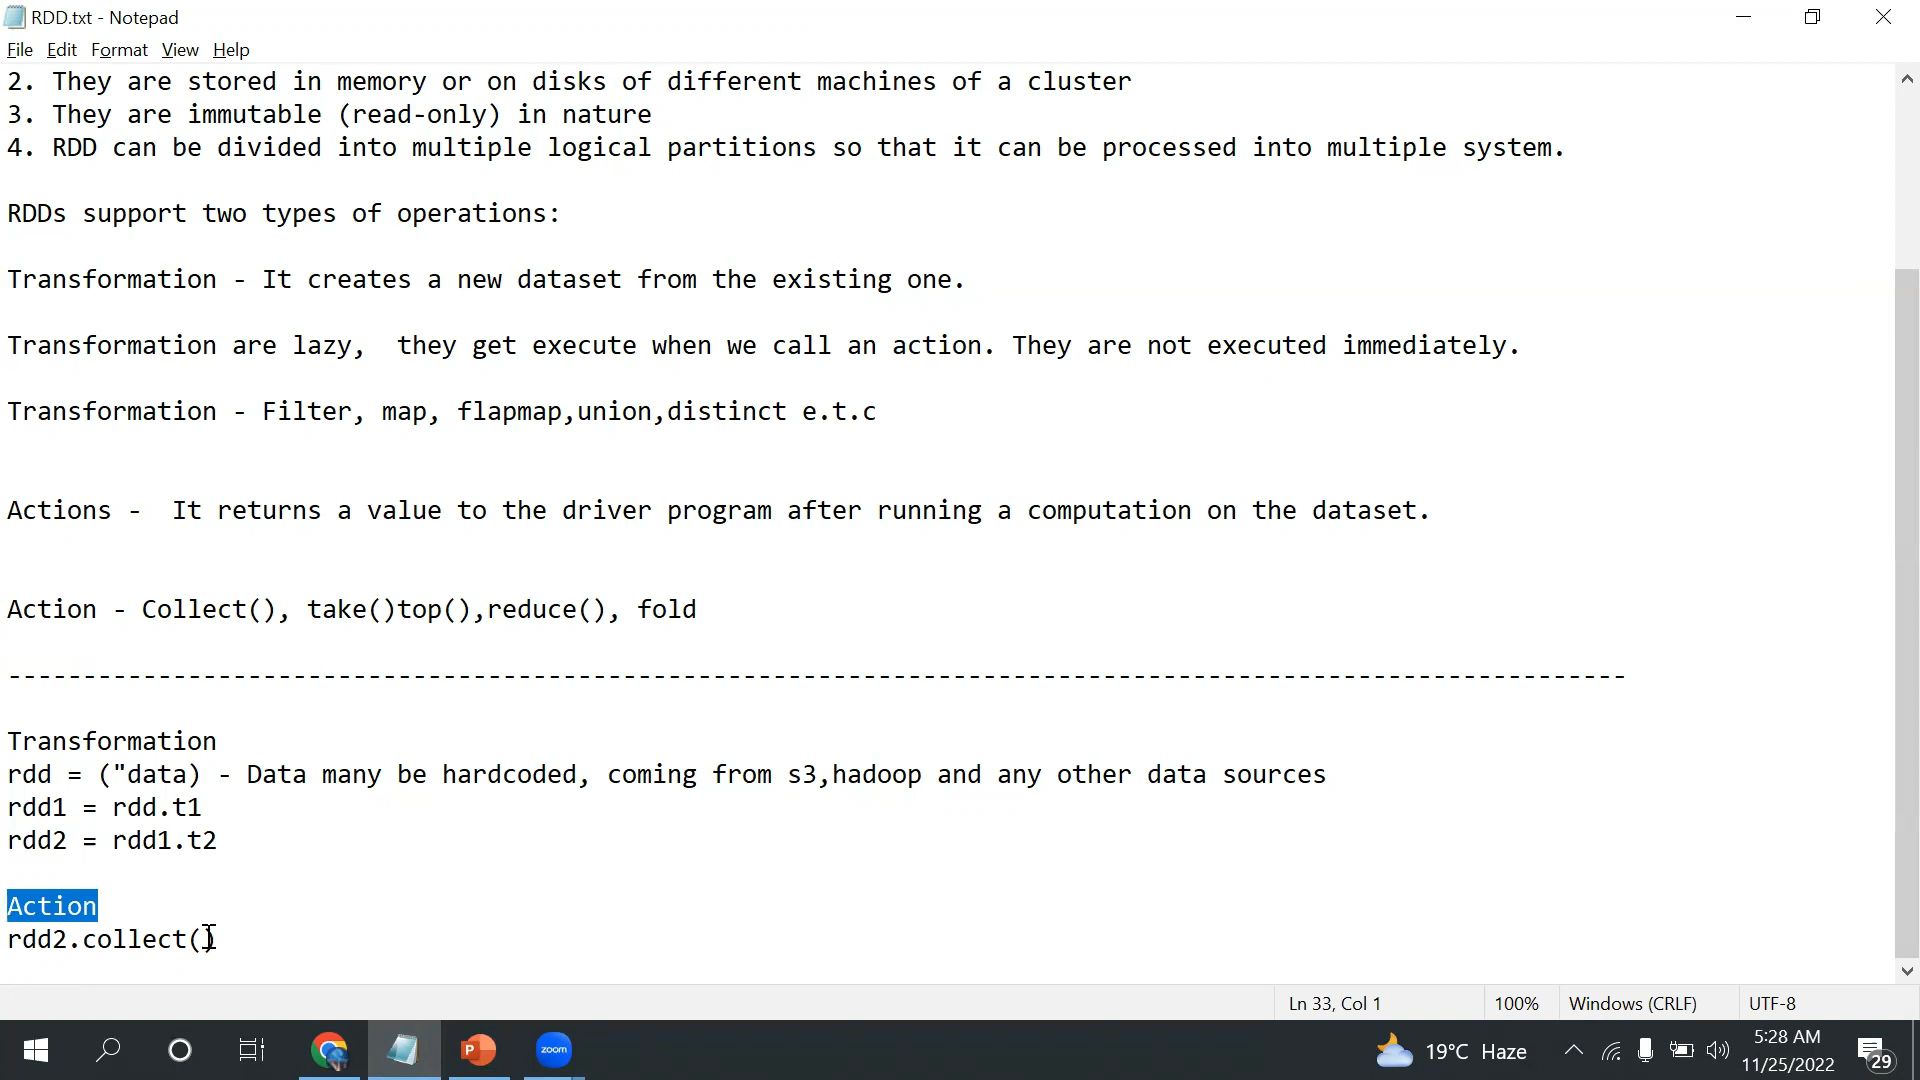 RDD.txt - Notepad
File Edit Format View Help
2. They are stored in memory or on disks of different machines of a cluster
3. They are immutable (read-only) in nature
4. RDD can be divided into multiple logical partitions so that it can be processed into multiple system.
RDDs support two types of operations:
Transformation - It creates a new dataset from the existing one.
Transformation are lazy,  they get execute when we call an action. They are not executed immediately.
Transformation - Filter, map, flapmap,union,distinct e.t.c
Actions -  It returns a value to the driver program after running a computation on the dataset.
Action - Collect(), take()top(),reduce(), fold
------------------------------------------------------------------------------------------------------------
Transformation
rdd = ("data) - Data many be hardcoded, coming from s3,hadoop and any other data sources
rdd1 = rdd.t1
rdd2 = rdd1.t2
Action
rdd2.collect()
Ln 33, Col 1 100% Windows (CRLF) UTF-8
zoom
19°C Haze
5:28 AM
11/25/2022
29